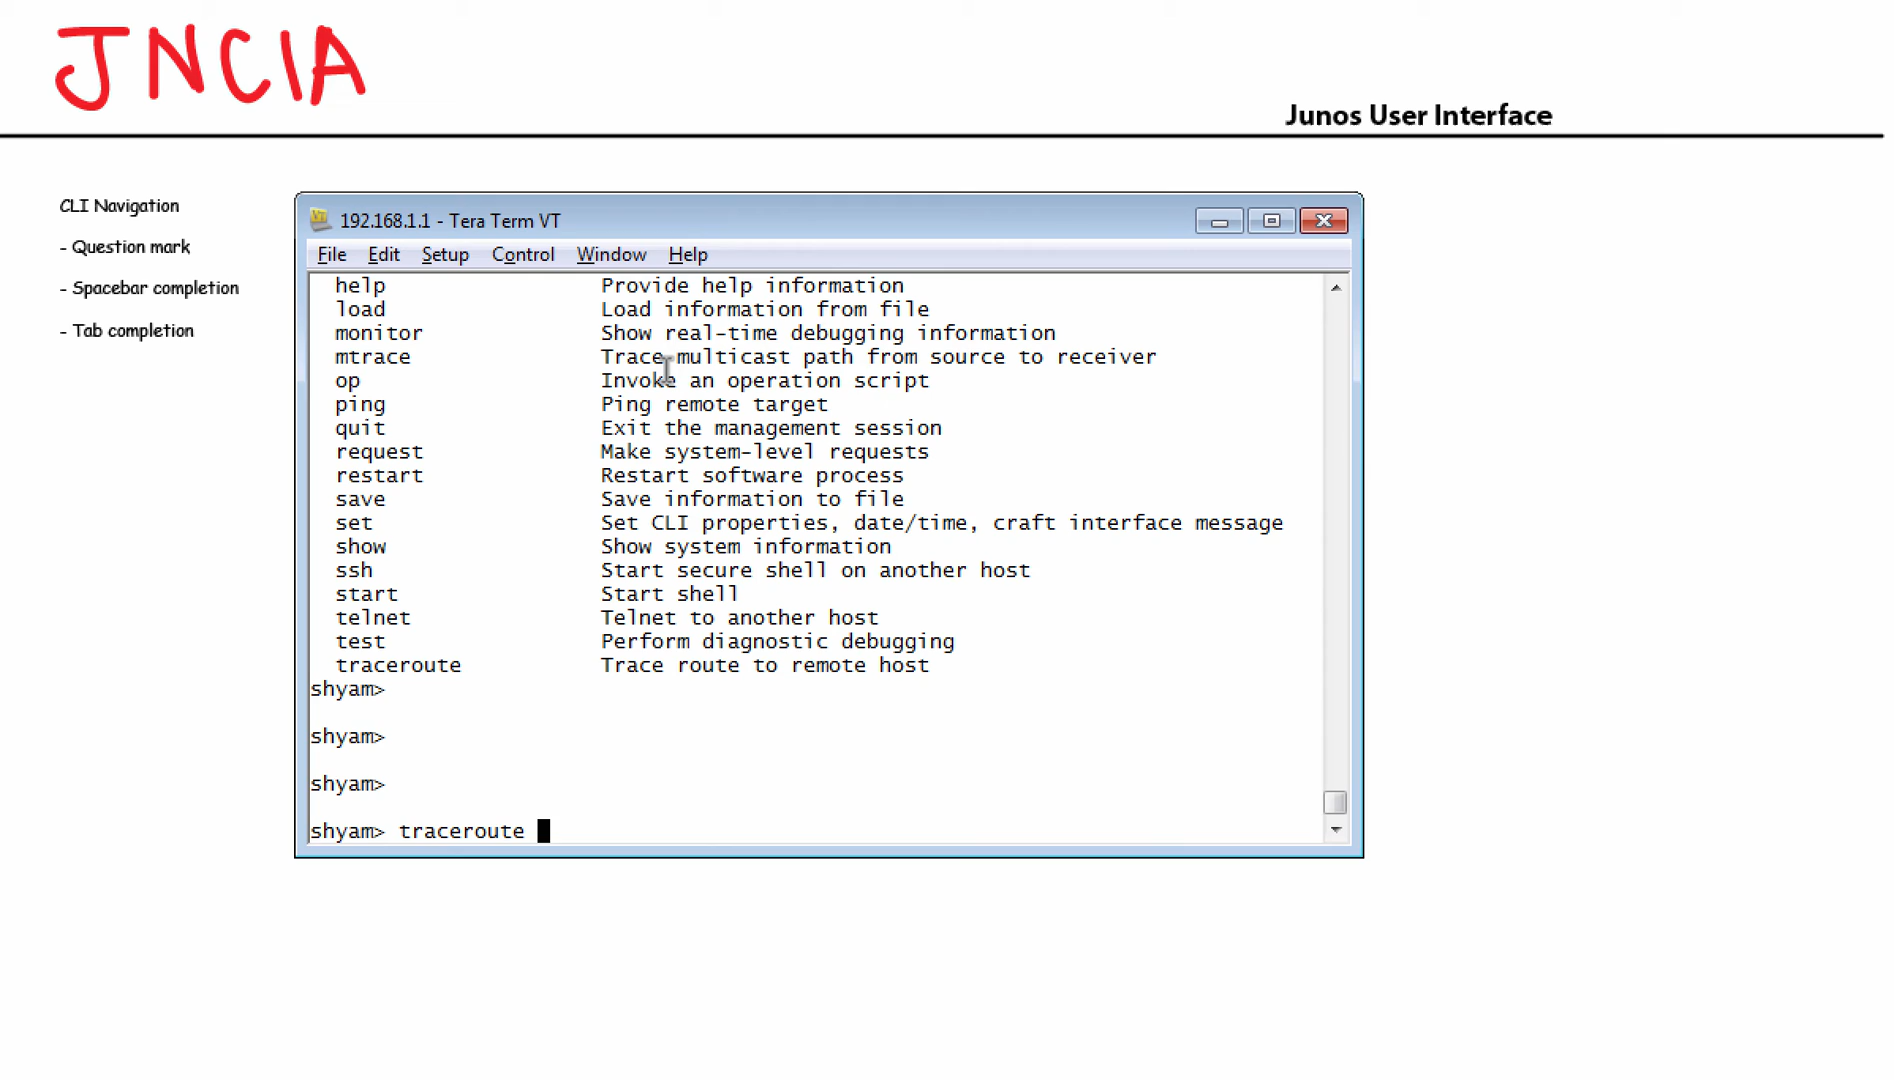 JNCIA
Junos User Interface
CLI Navigation
- Question mark
- Spacebar completion
- Tab completion
192.168.1.1 - Tera Term VT
File Edit Setup Control Window Help
help Provide help information
load Load information from file
monitor Show real-time debugging information
mtrace Trace multicast path from source to receiver
op Invoke an operation script
ping Ping remote target
quit Exit the management session
request Make system-level requests
restart Restart software process
save Save information to file
set Set CLI properties, date/time, craft interface message
show Show system information
ssh Start secure shell on another host
start Start shell
telnet Telnet to another host
test Perform diagnostic debugging
traceroute Trace route to remote host
shyam>
shyam>
shyam>
shyam> traceroute